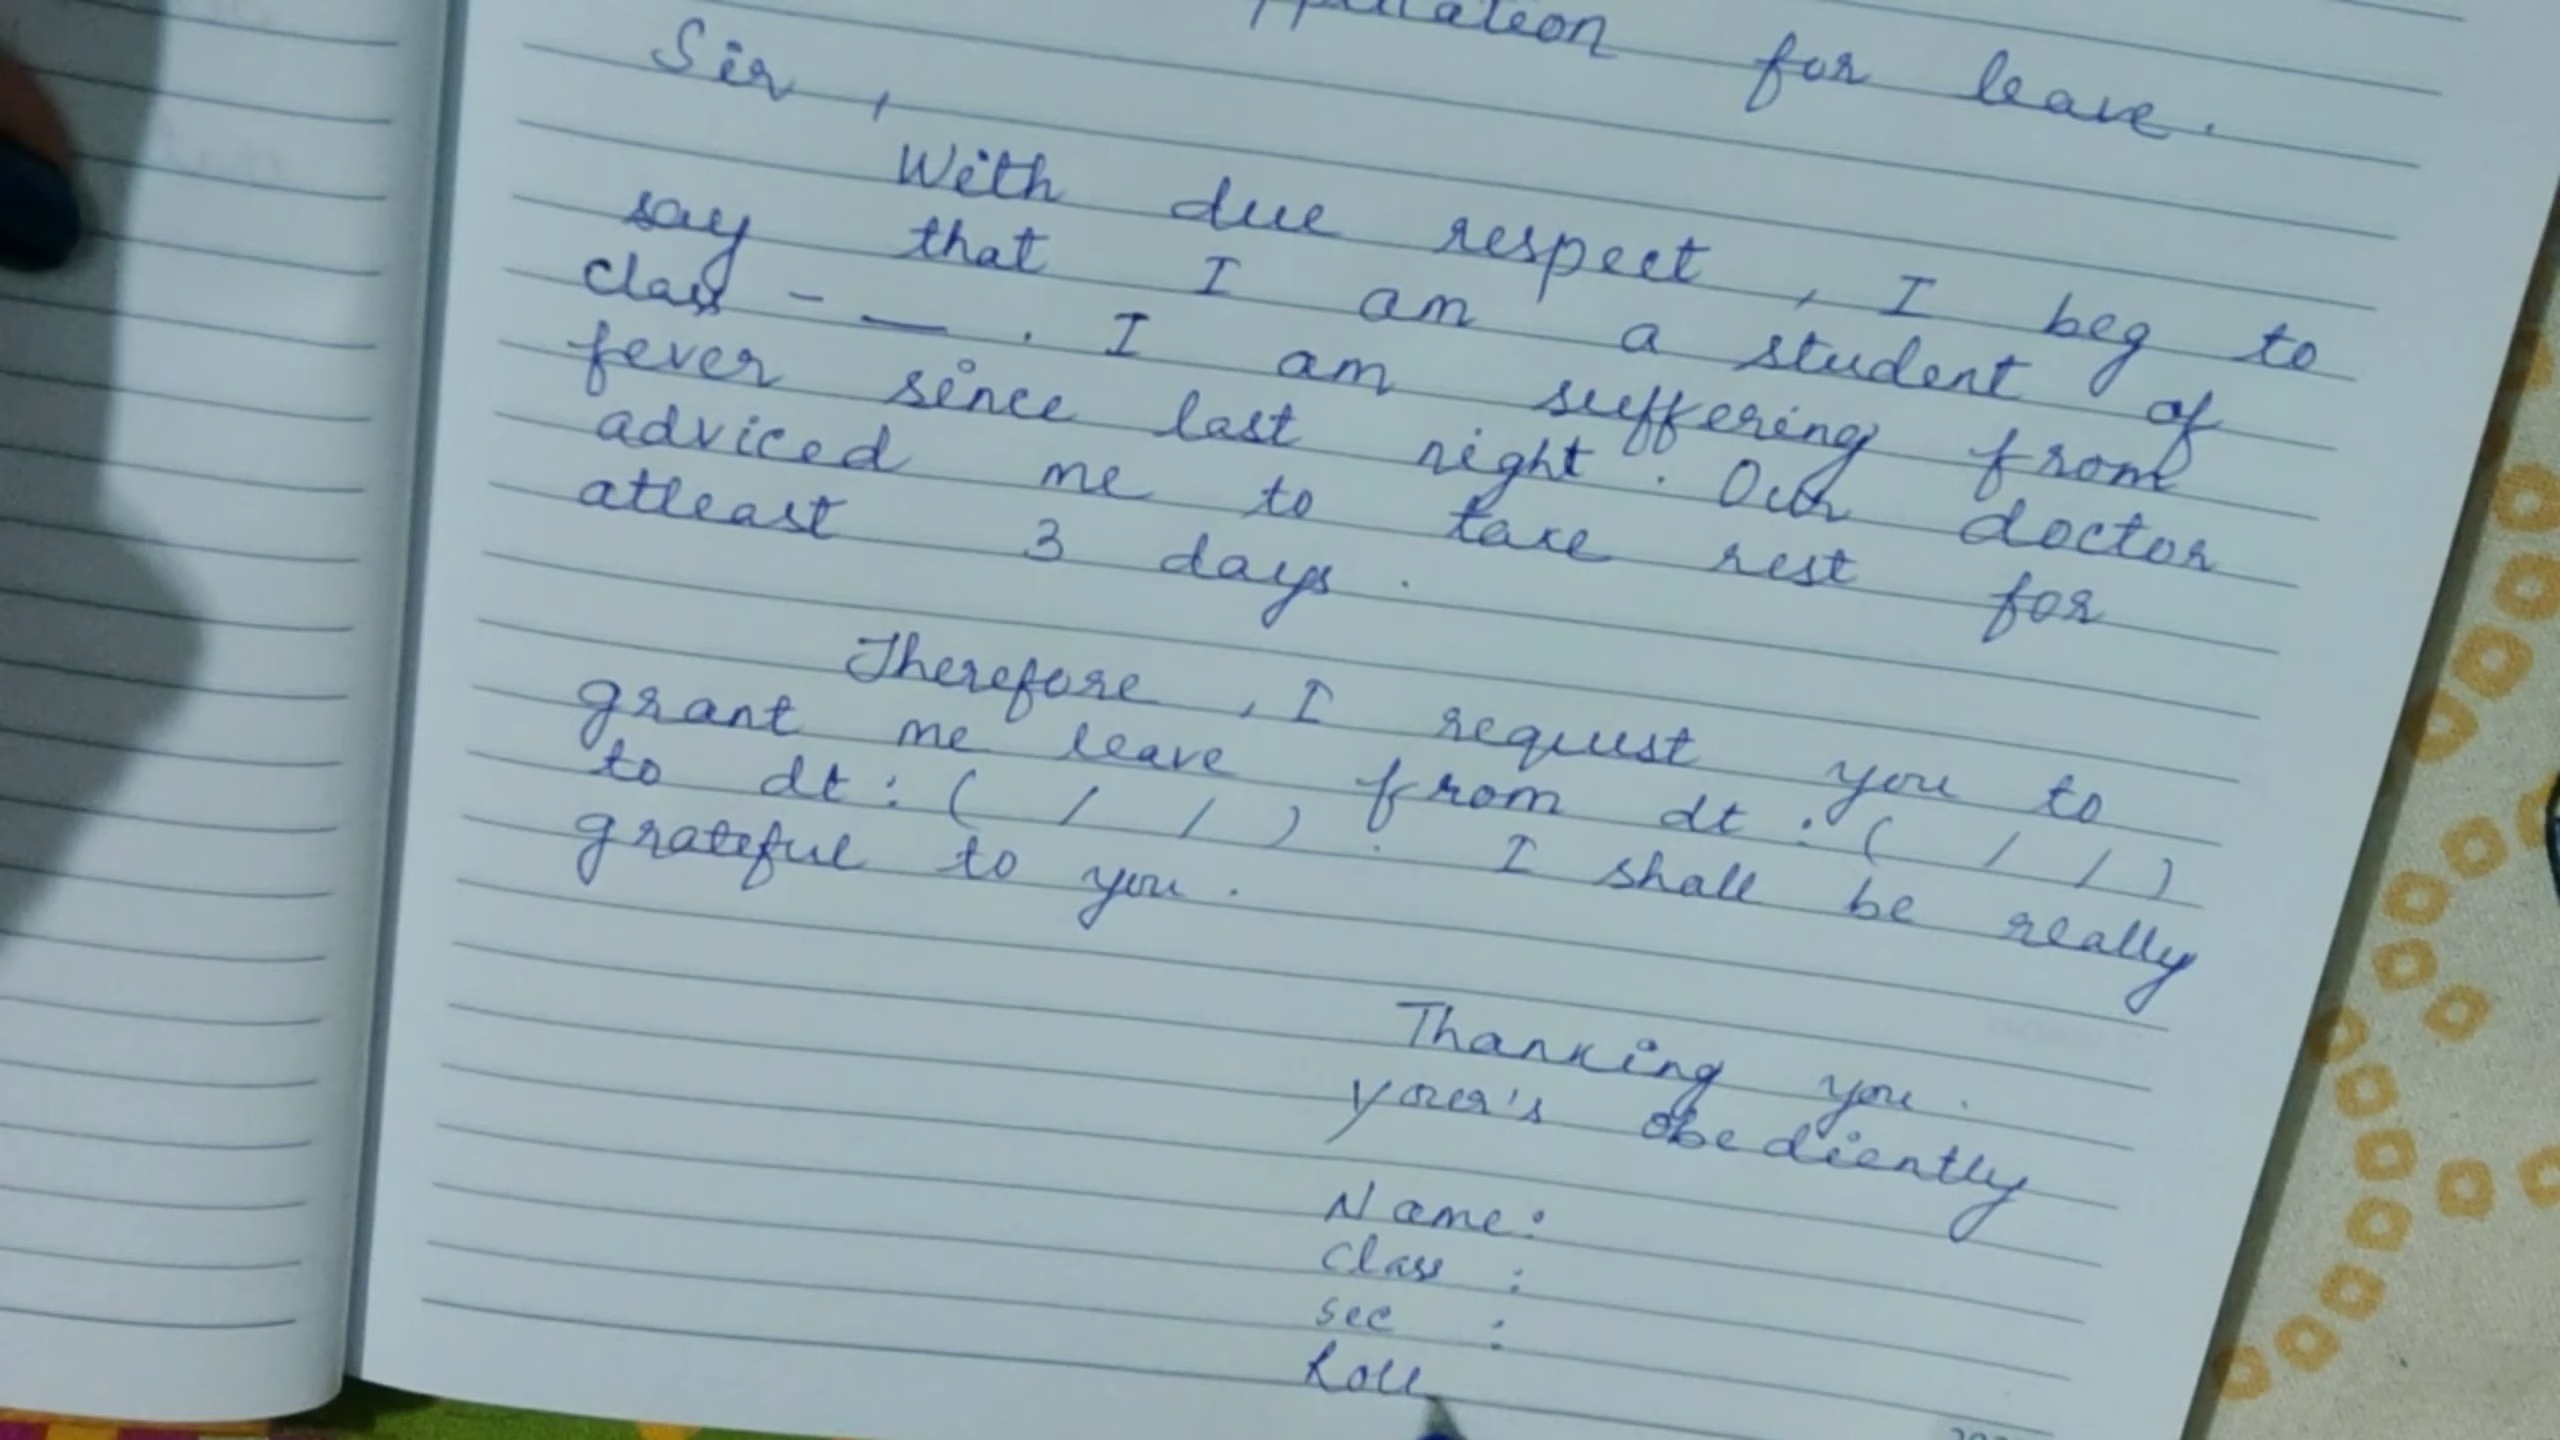 Application for leave.
Sir,
With due respect, I beg to
say that I am a student of
class - __. I am suffering from
fever since last night. Our doctor
adviced me to take rest for
atleast 3 days.
Therefore, I request you to
grant me leave from dt: ( / / )
to dt: ( / / ). I shall be really
grateful to you.
Thanking you.
your's obediently
Name:
Class :
Sec :
Roll